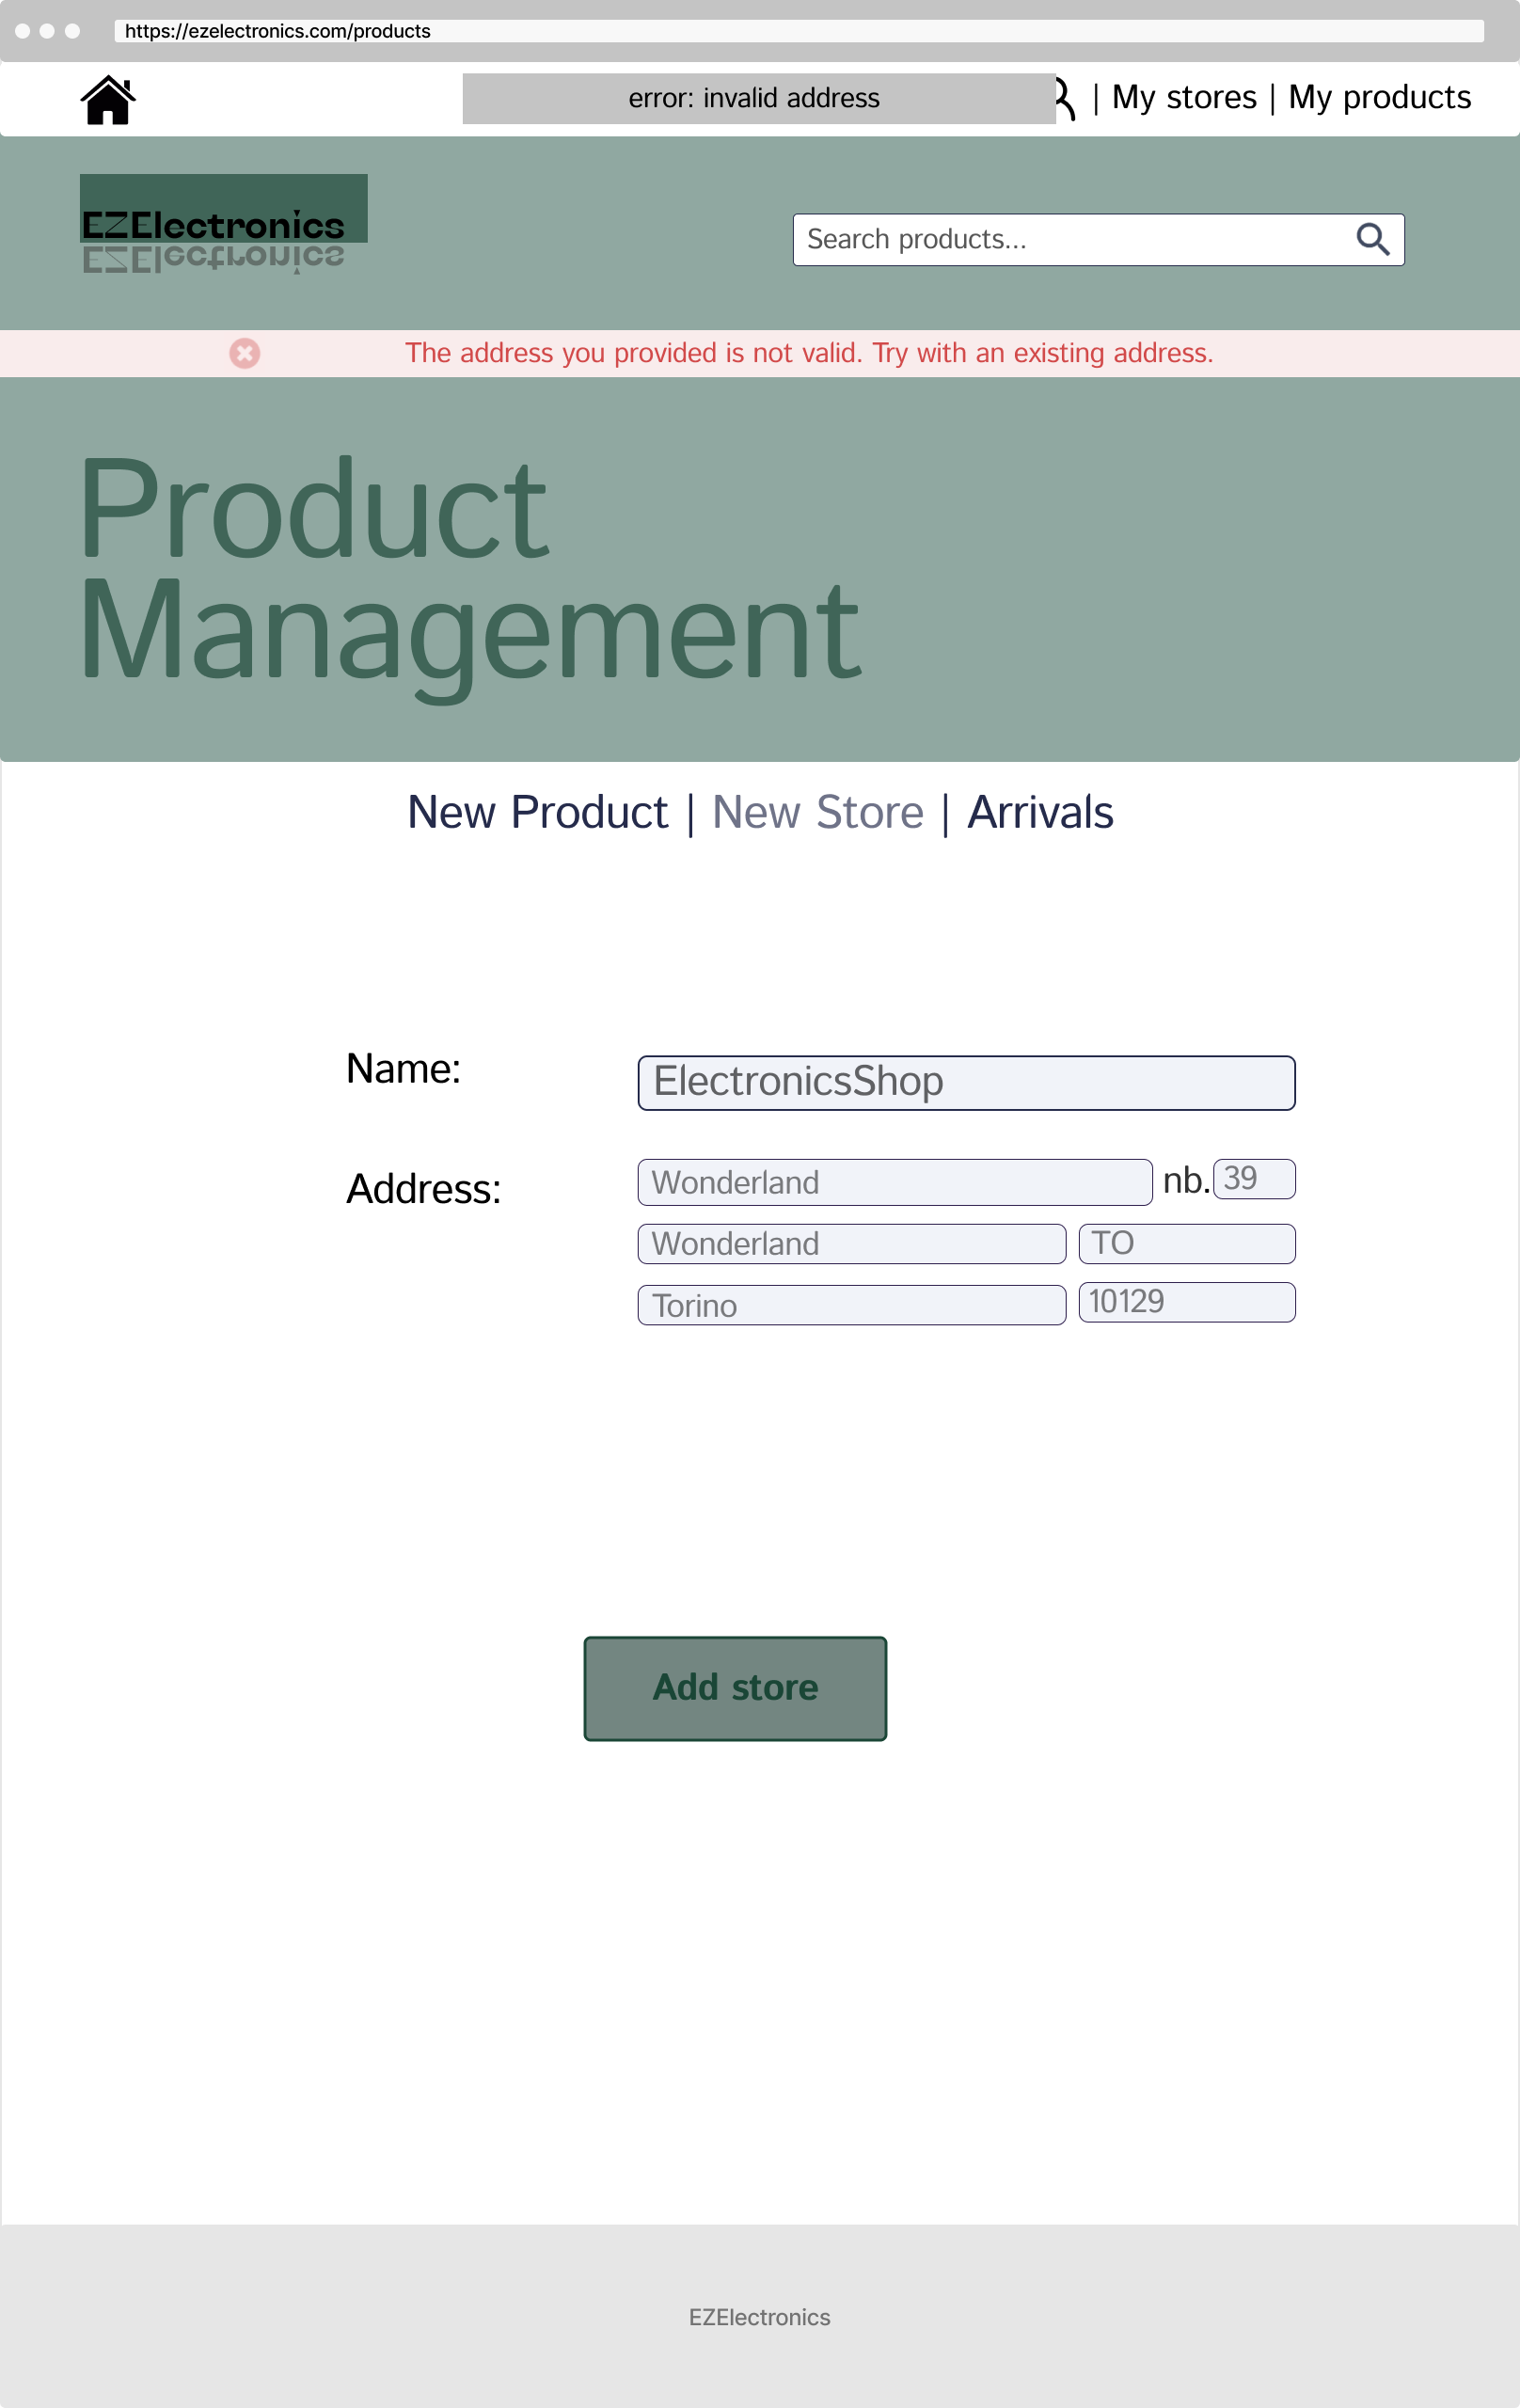 https://ezelectronics.com/products
error: invalid address | My stores | My products
EZElectronics
EZElectronics
Search products...
The address you provided is not valid. Try with an existing address.
Product
Management
New Product | New Store | Arrivals
Name: ElectronicsShop
Address: Wonderland nb. 39
Wonderland TO
Torino 10129
Add store
EZElectronics